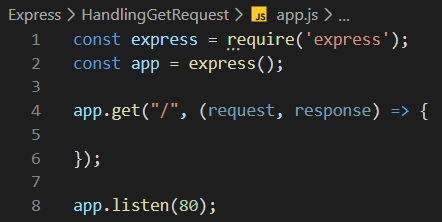 Express > HandlingGetRequest > JS app.js > ...
1 const express = require('express');
2 const app = express();
3
4 app.get("/", (request, response) => {
5
6 });
7
8 app.listen(80);